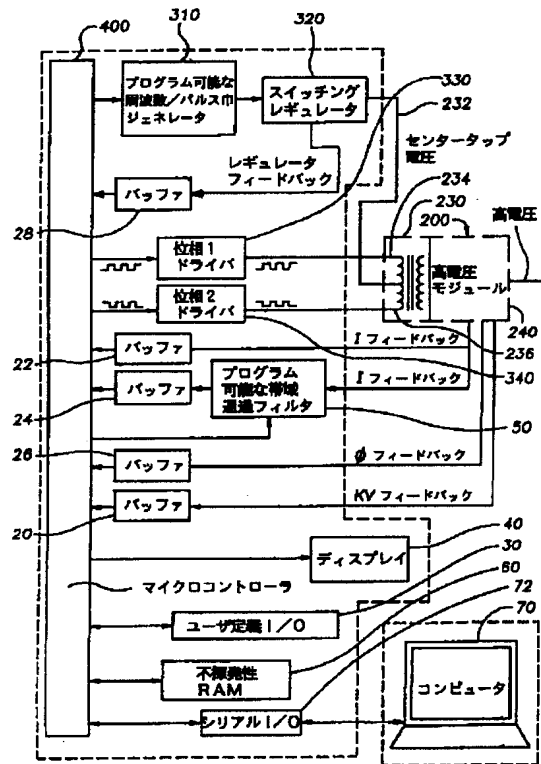 400
310
320
プログラム可能な
周波数/パルス巾
ジェネレータ
スイッチング
レギュレータ
330
232
センタータップ
電圧
レギュレータ
フィードバック
234
230
200
高電圧
バッファ
28
位相1
ドライバ
高電圧
モジュール
位相2
ドライバ
240
236
22
バッファ
I フィードバック
340
24
バッファ
プログラム
可能な帯域
通過フィルタ
I フィードバック
50
26
バッファ
φ フィードバック
バッファ
KV フィードバック
20
40
ディスプレイ
30
60
マイクロコントローラ
72
70
ユーザ定義I/O
不揮発性
RAM
コンピュータ
シリアルI/O